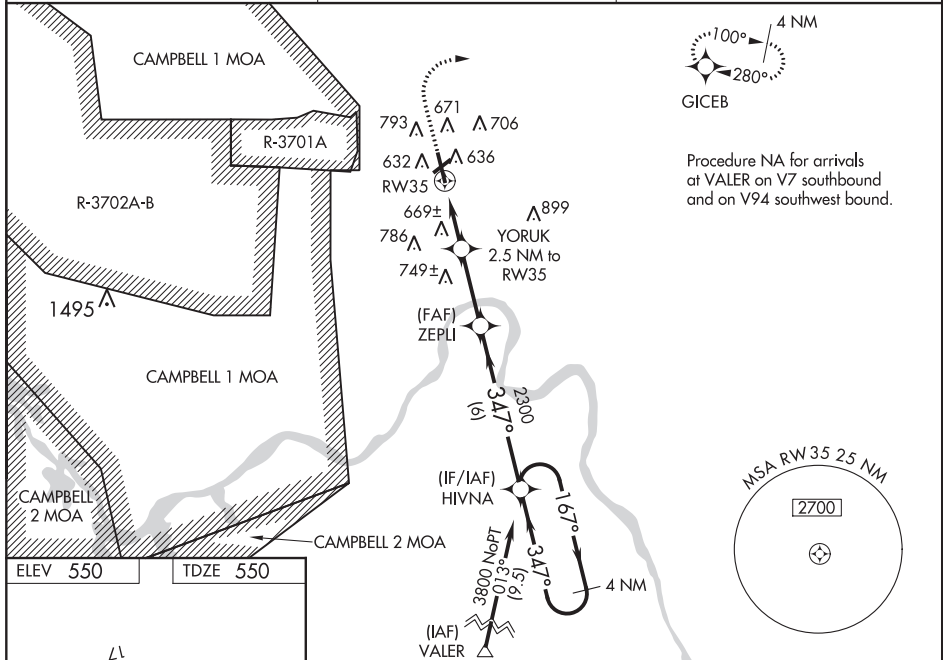 CAMPBELL 1 MOA
R-3701A
R-3702A-B
1495
CAMPBELL 1 MOA
CAMPBELL
2 MOA
CAMPBELL 2 MOA
793
671
706
632
636
RW35
669±
899
786
YORUK
2.5 NM to
RW35
749±
(FAF)
ZEPLI
2300
347°
(6)
(IF/IAF)
HIVNA
167°
347°
4 NM
3800 NoPT
013°
(9.5)
(IAF)
VALER
4 NM
100°
280°
GICEB
Procedure NA for arrivals
at VALER on V7 southbound
and on V94 southwest bound.
MSA RW35 25 NM
2700
ELEV 550
TDZE 550
17